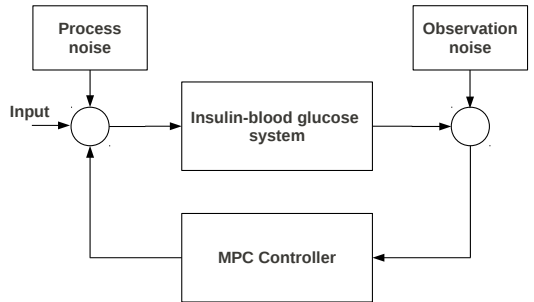 Process
noise
Observation
noise
Input
Insulin-blood glucose
system
MPC Controller